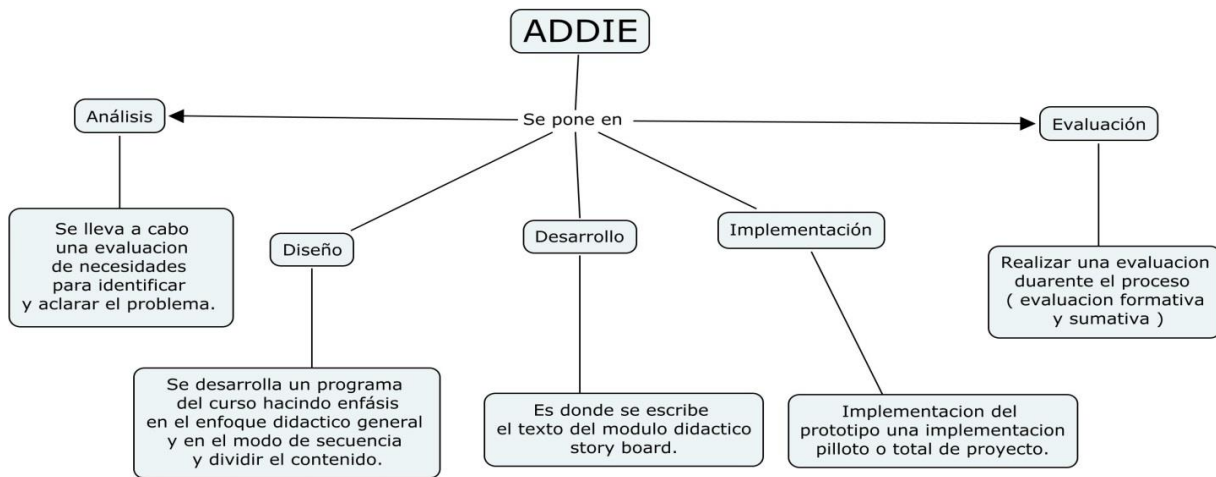 ADDIE
Se pone en
Análisis
Evaluación
Diseño
Desarrollo
Implementación
Se lleva a cabo
una evaluacion
de necesidades
para identificar
y aclarar el problema.
Realizar una evaluacion
duarente el proceso
( evaluacion formativa
y sumativa )
Se desarrolla un programa
del curso hacindo enfásis
en el enfoque didactico general
y en el modo de secuencia
y dividir el contenido.
Es donde se escribe
el texto del modulo didactico
story board.
Implementacion del
prototipo una implementacion
pilloto o total de proyecto.